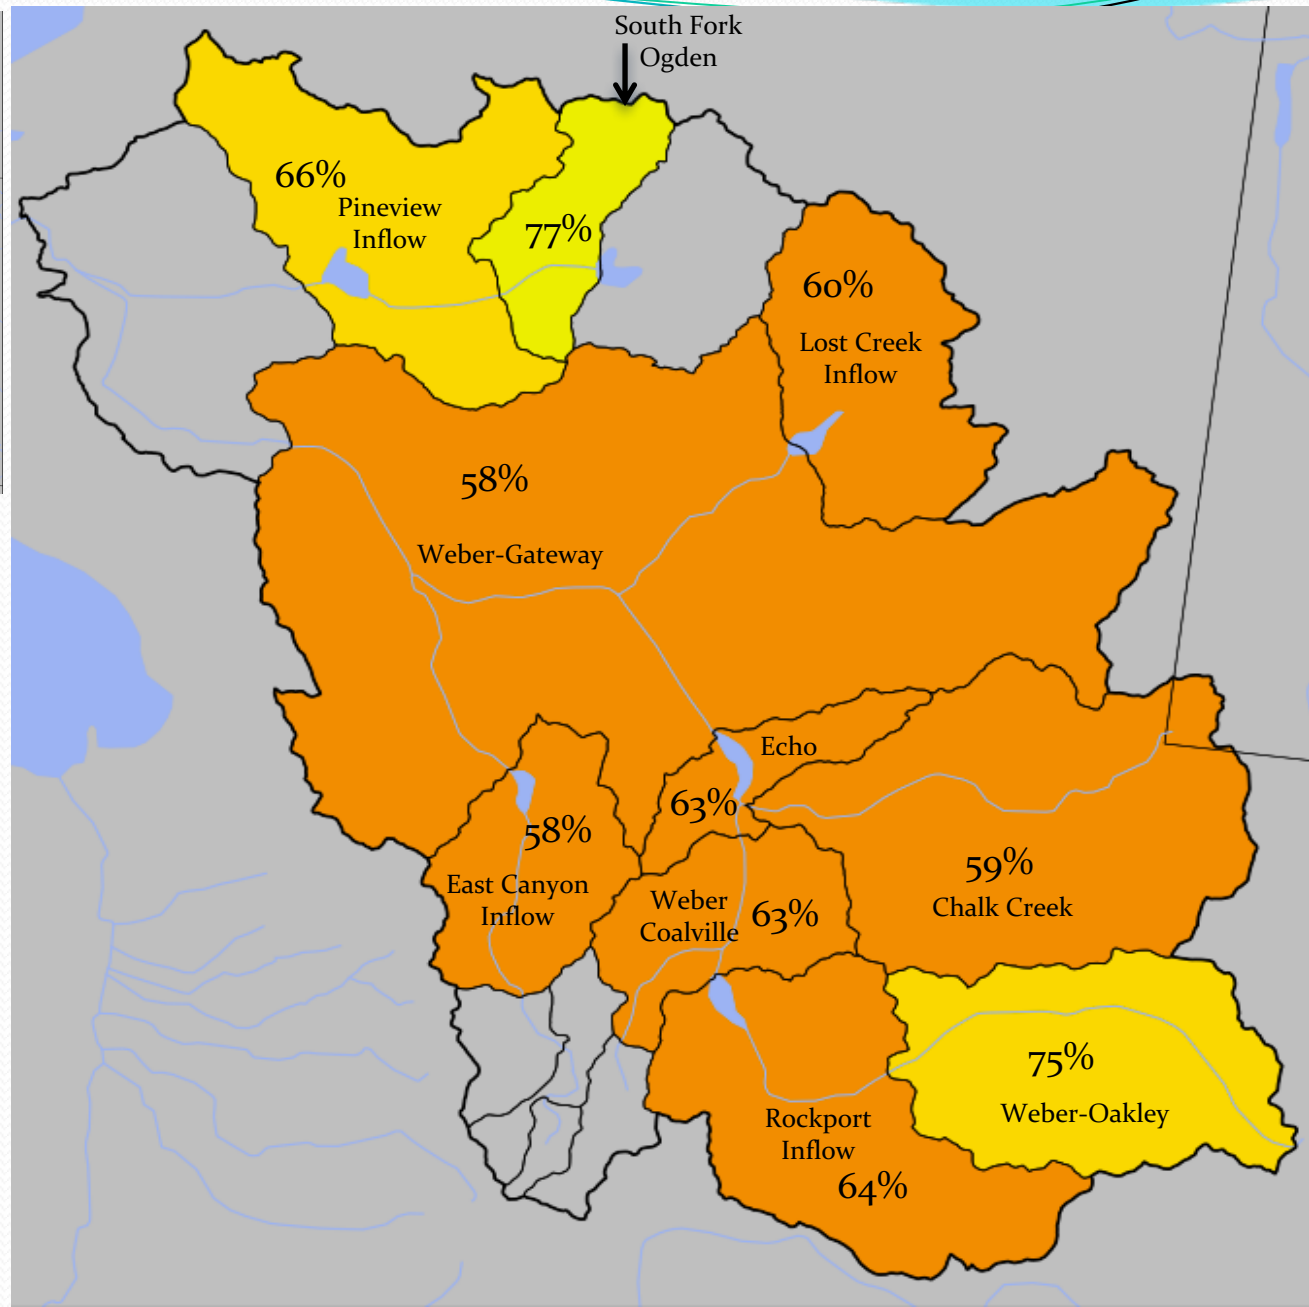 South Fork
Ogden
66%
Pineview
Inflow
77%
60%
Lost Creek
Inflow
58%
Weber-Gateway
Echo
63%
58%
East Canyon
Inflow
Weber
Coalville
63%
59%
Chalk Creek
75%
Weber-Oakley
Rockport
Inflow
64%